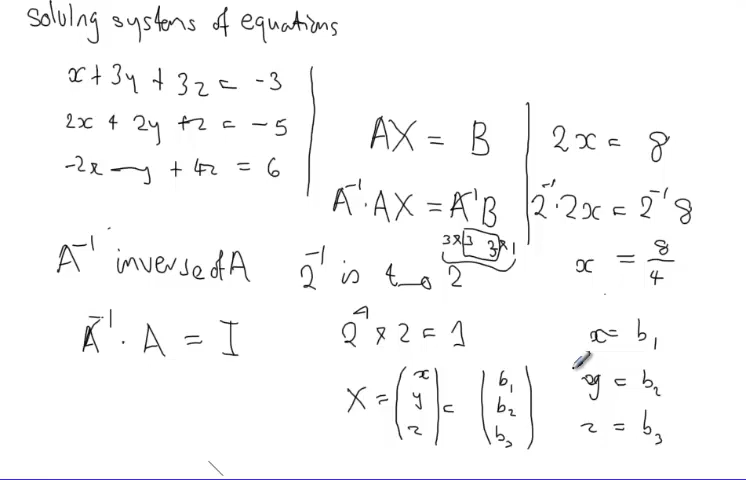 solving systems of equations
x + 3y + 3z = -3
2x + 2y + z = -5
-2x - y + 4z = 6
AX = B
A⁻¹·AX = A⁻¹B
3x3 3x1
2x = 8
2⁻¹·2x = 2⁻¹ 8
x = 8/4
A⁻¹ inverse of A
2⁻¹ is to 2
A⁻¹·A = I
2⁻¹ x 2 = 1
X = (x y z) = (b₁ b₂ b₃)
x = b₁
y = b₂
z = b₃